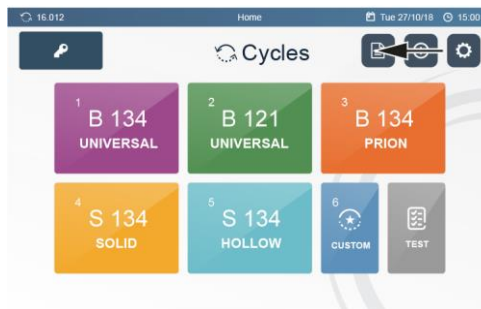 16.012 Home Tue 27/10/18 15:00
Cycles
1 B 134 UNIVERSAL
2 B 121 UNIVERSAL
3 B 134 PRION
4 S 134 SOLID
5 S 134 HOLLOW
6 CUSTOM
TEST